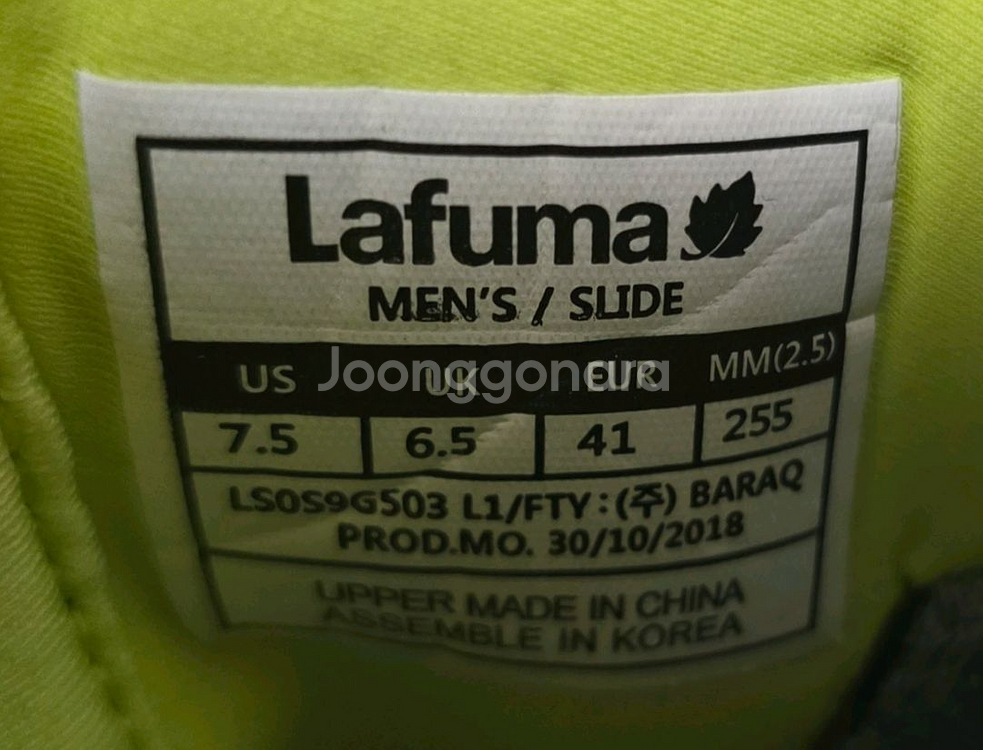 Lafuma
MEN'S / SLIDE
US UK EUR MM(2.5)
7.5 6.5 41 255
LS0S9G503 L1/FTY:(주) BARAQ
PROD.MO. 30/10/2018
UPPER MADE IN CHINA
ASSEMBLE IN KOREA
Joonggonara